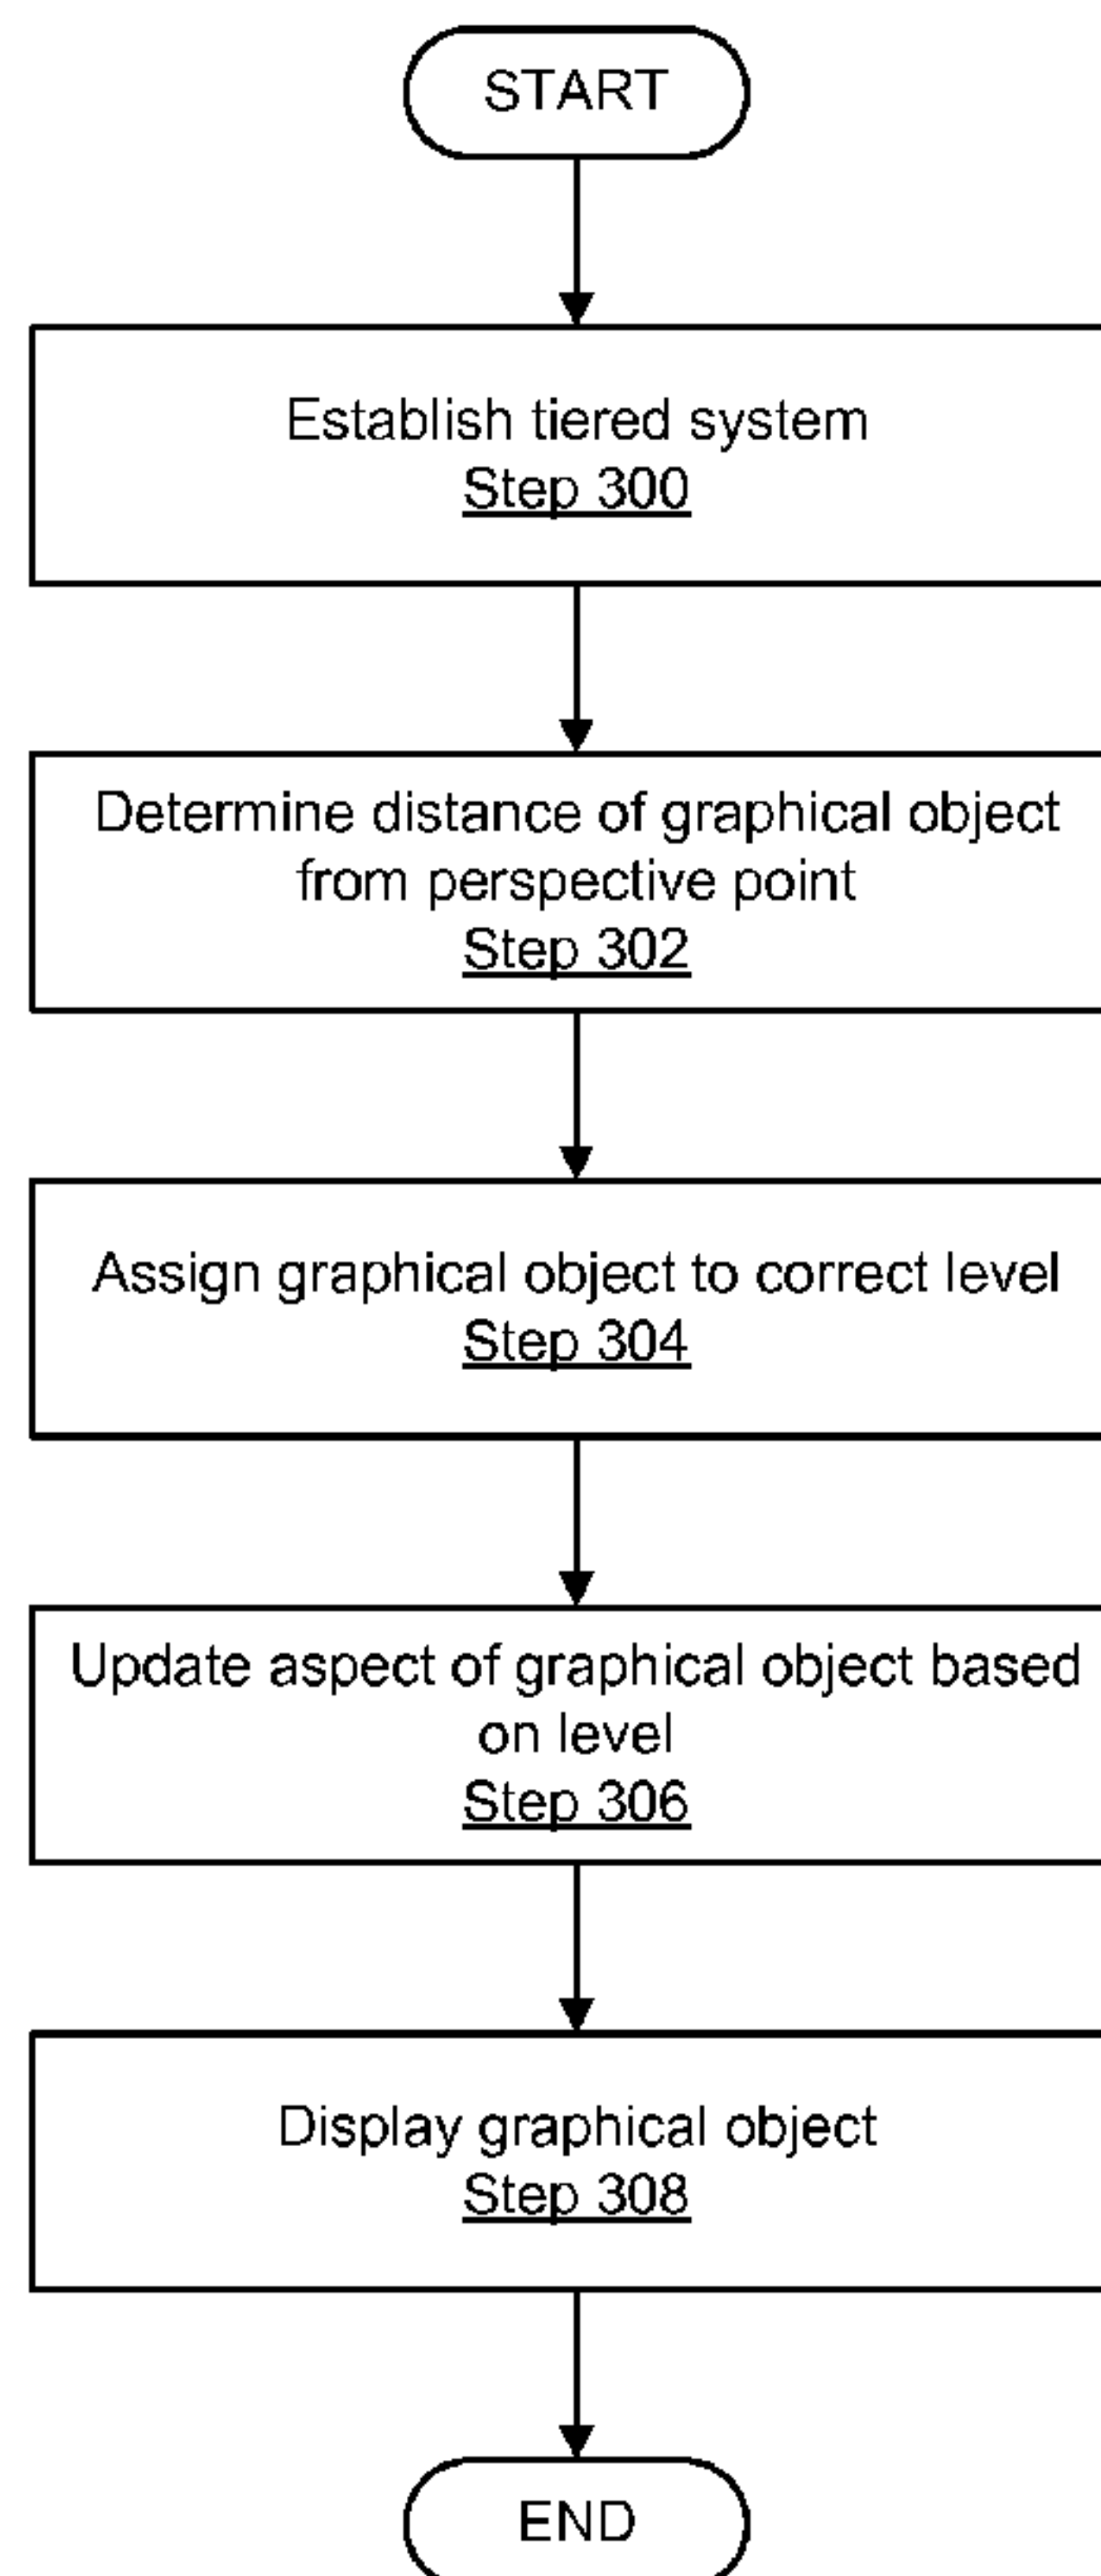 START
Establish tiered system
Step 300
Determine distance of graphical object
from perspective point
Step 302
Assign graphical object to correct level
Step 304
Update aspect of graphical object based
on level
Step 306
Display graphical object
Step 308
END